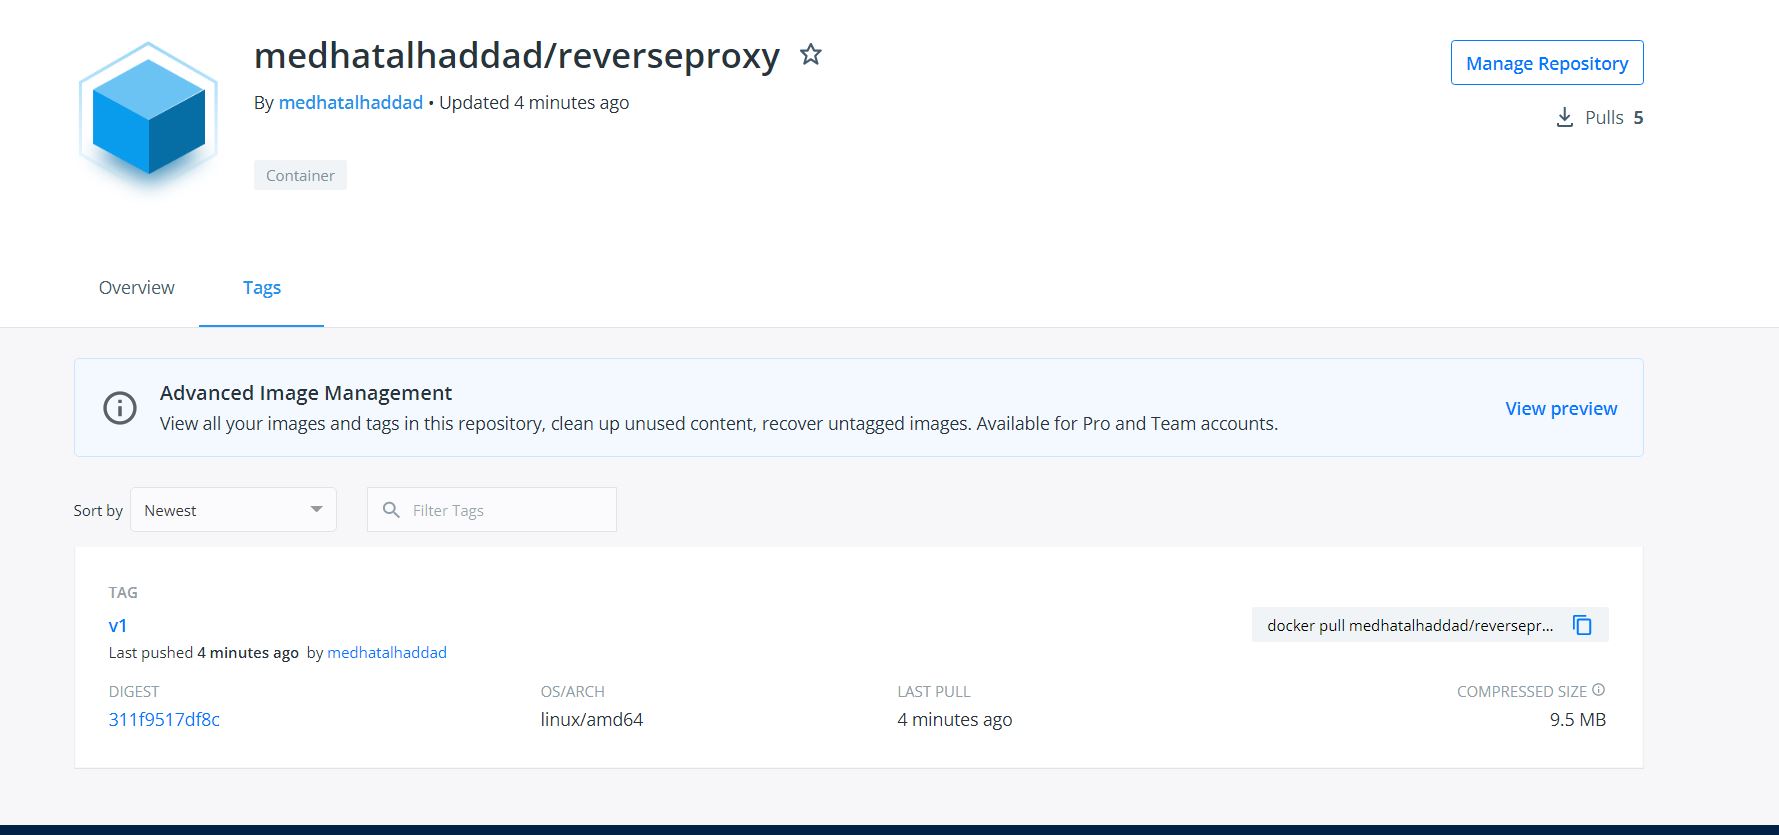 medhatalhaddad/reverseproxy
Manage Repository
By medhatalhaddad • Updated 4 minutes ago
Pulls 5
Container
Overview
Tags
Advanced Image Management
View all your images and tags in this repository, clean up unused content, recover untagged images. Available for Pro and Team accounts.
View preview
Sort by
Newest
Filter Tags
TAG
v1
docker pull medhatalhaddad/reversepr...
Last pushed 4 minutes ago by medhatalhaddad
DIGEST
OS/ARCH
LAST PULL
COMPRESSED SIZE
311f9517df8c
linux/amd64
4 minutes ago
9.5 MB